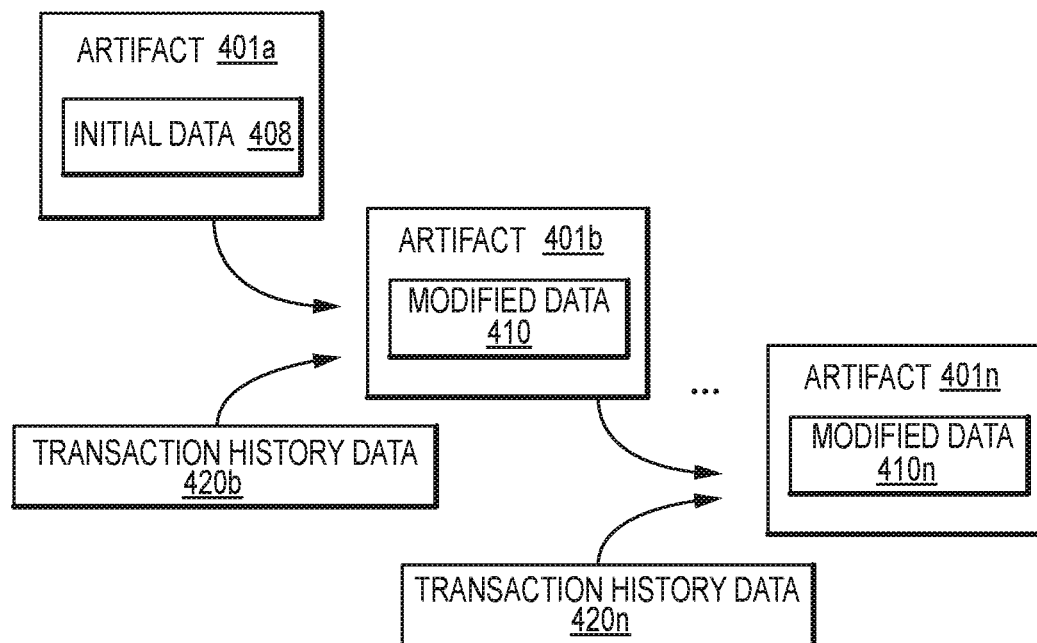 ARTIFACT 401a
INITIAL DATA 408
ARTIFACT 401b
MODIFIED DATA
410
...
ARTIFACT 401n
MODIFIED DATA
410n
TRANSACTION HISTORY DATA
420b
TRANSACTION HISTORY DATA
420n